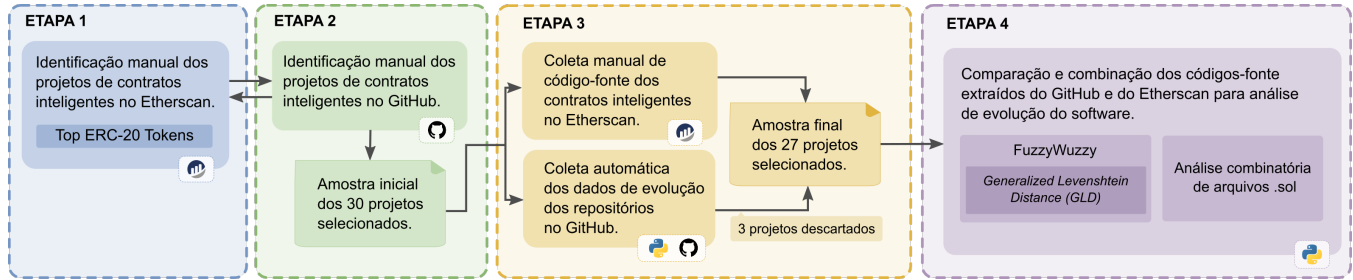 ETAPA 1
Identificação manual dos
projetos de contratos
inteligentes no Etherscan.
Top ERC-20 Tokens
ETAPA 2
Identificação manual dos
projetos de contratos
inteligentes no GitHub.
Amostra inicial
dos 30 projetos
selecionados.
ETAPA 3
Coleta manual de
código-fonte dos
contratos inteligentes
no Etherscan.
Coleta automática
dos dados de evolução
dos repositórios
no GitHub.
Amostra final
dos 27 projetos
selecionados.
3 projetos descartados
ETAPA 4
Comparação e combinação dos códigos-fonte
extraídos do GitHub e do Etherscan para análise
de evolução do software.
FuzzyWuzzy
Generalized Levenshtein
Distance (GLD)
Análise combinatória
de arquivos .sol